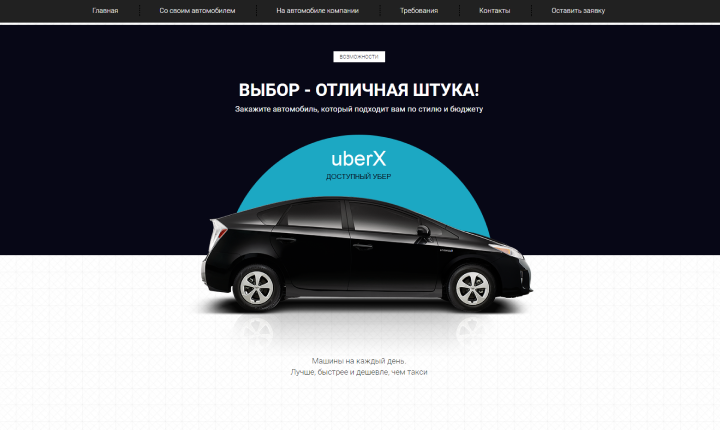 Главная
Со своим автомобилем
На автомобиле компании
Требования
Контакты
Оставить заявку
ВОЗМОЖНОСТИ
ВЫБОР - ОТЛИЧНАЯ ШТУКА!
Закажите автомобиль, который подходит вам по стилю и бюджету
uberX
ДОСТУПНЫЙ УБЕР
Машины на каждый день.
Лучше, быстрее и дешевле, чем такси